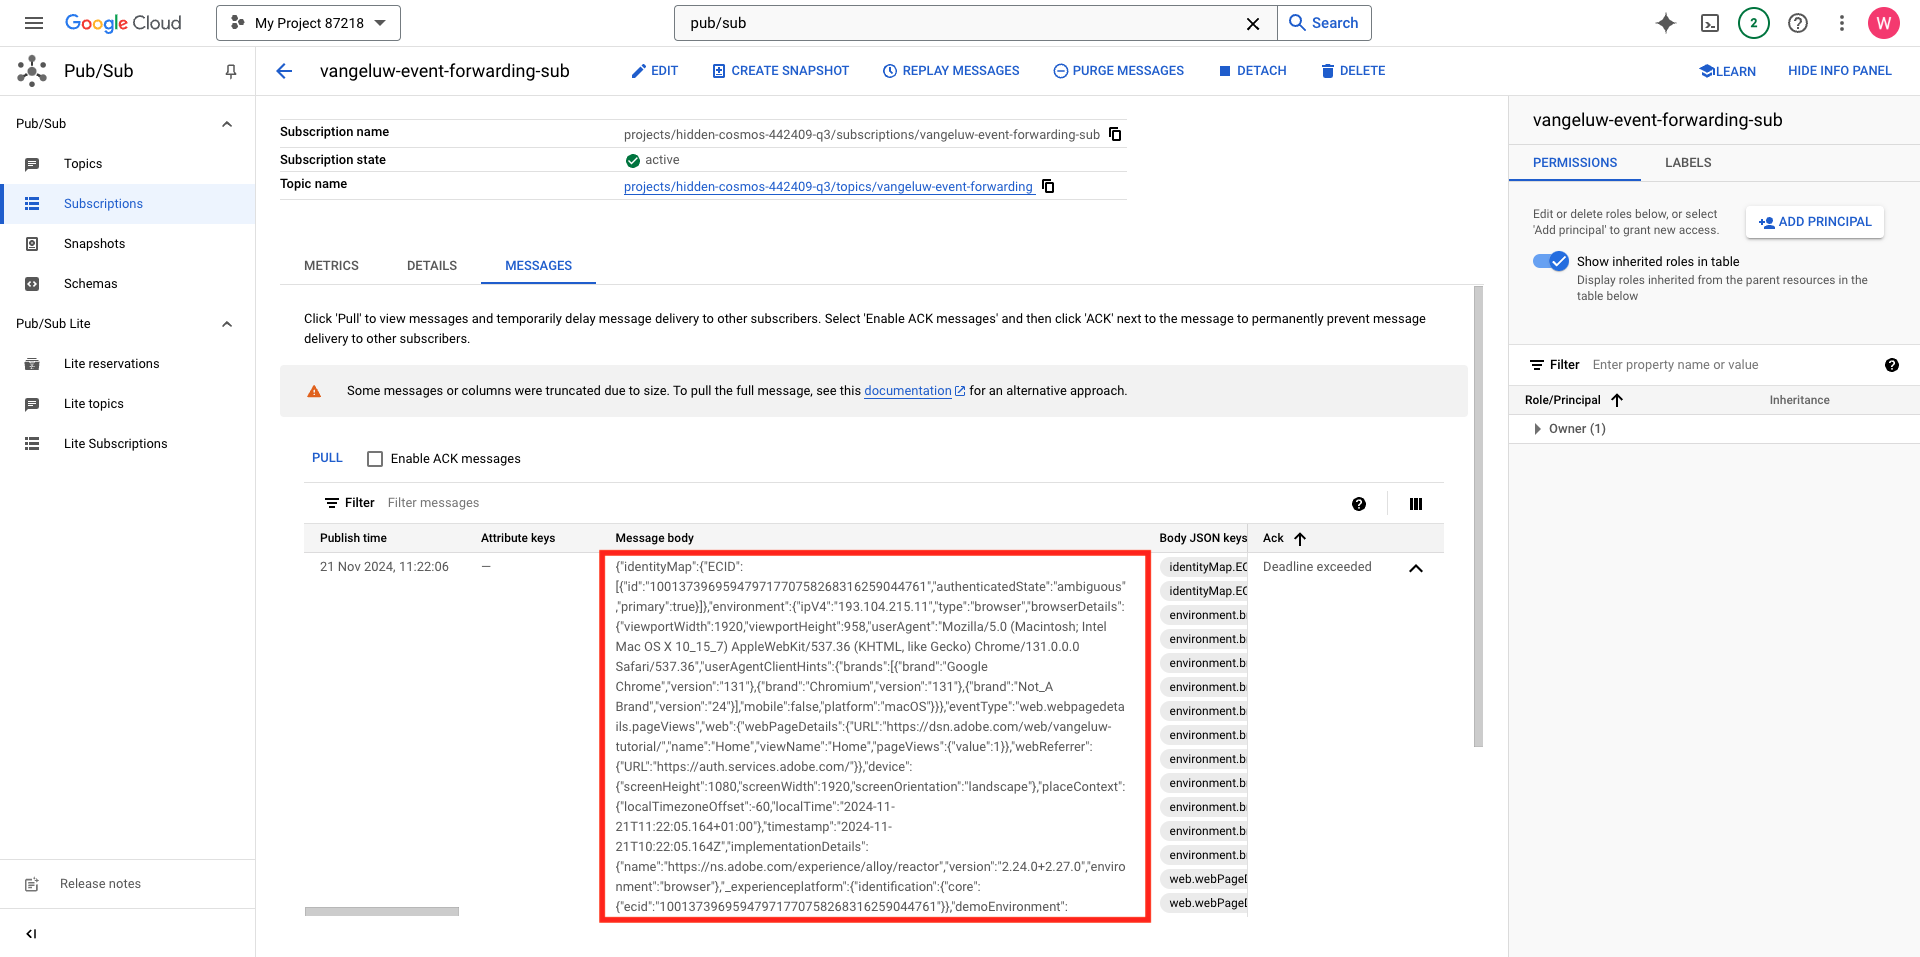 Google Cloud
My Project 87218
pub/sub
Search
2
W
Pub/Sub
vangeluw-event-forwarding-sub
EDIT
CREATE SNAPSHOT
REPLAY MESSAGES
PURGE MESSAGES
DETACH
DELETE
LEARN
HIDE INFO PANEL
Pub/Sub
Topics
Subscriptions
Snapshots
Schemas
Pub/Sub Lite
Lite reservations
Lite topics
Lite Subscriptions
Release notes
Subscription name
projects/hidden-cosmos-442409-q3/subscriptions/vangeluw-event-forwarding-sub
Subscription state
active
Topic name
projects/hidden-cosmos-442409-q3/topics/vangeluw-event-forwarding
METRICS
DETAILS
MESSAGES
Click 'Pull' to view messages and temporarily delay message delivery to other subscribers. Select 'Enable ACK messages' and then click 'ACK' next to the message to permanently prevent message
delivery to other subscribers.
Some messages or columns were truncated due to size. To pull the full message, see this documentation for an alternative approach.
PULL
Enable ACK messages
Filter
Filter messages
Publish time
Attribute keys
Message body
Body JSON keys
Ack
21 Nov 2024, 11:22:06
—
{"identityMap":{"ECID":
[{"id":"10013739695947971770758268316259044761","authenticatedState":"ambiguous"
,"primary":true}]},"environment":{"ipV4":"193.104.215.11","type":"browser","browserDetails":
{"viewportWidth":1920,"viewportHeight":958,"userAgent":"Mozilla/5.0 (Macintosh; Intel
Mac OS X 10_15_7) AppleWebKit/537.36 (KHTML, like Gecko) Chrome/131.0.0.0
Safari/537.36","userAgentClientHints":{"brands":[{"brand":"Google
Chrome","version":"131"},{"brand":"Chromium","version":"131"},{"brand":"Not_A
Brand","version":"24"}],"mobile":false,"platform":"macOS"}}},"eventType":"web.webpagedeta
ils.pageViews","web":{"webPageDetails":{"URL":"https://dsn.adobe.com/web/vangeluw-
tutorial/","name":"Home","viewName":"Home","pageViews":{"value":1}},"webReferrer":
{"URL":"https://auth.services.adobe.com/"}},"device":
{"screenHeight":1080,"screenWidth":1920,"screenOrientation":"landscape"},"placeContext":
{"localTimezoneOffset":-60,"localTime":"2024-11-
21T11:22:05.164+01:00"},"timestamp":"2024-11-
21T10:22:05.164Z","implementationDetails":
{"name":"https://ns.adobe.com/experience/alloy/reactor","version":"2.24.0+2.27.0","enviro
nment":"browser"},"_experienceplatform":{"identification":{"core":
{"ecid":"10013739695947971770758268316259044761"}},"demoEnvironment":
identityMap.EC
identityMap.EC
environment.b
environment.b
environment.b
environment.b
environment.b
environment.b
environment.b
environment.b
environment.b
environment.b
environment.b
web.webPage
web.webPage
Deadline exceeded
vangeluw-event-forwarding-sub
PERMISSIONS
LABELS
Edit or delete roles below, or select
'Add principal' to grant new access.
ADD PRINCIPAL
Show inherited roles in table
Display roles inherited from the parent resources in the
table below
Filter
Enter property name or value
Role/Principal
Inheritance
Owner (1)